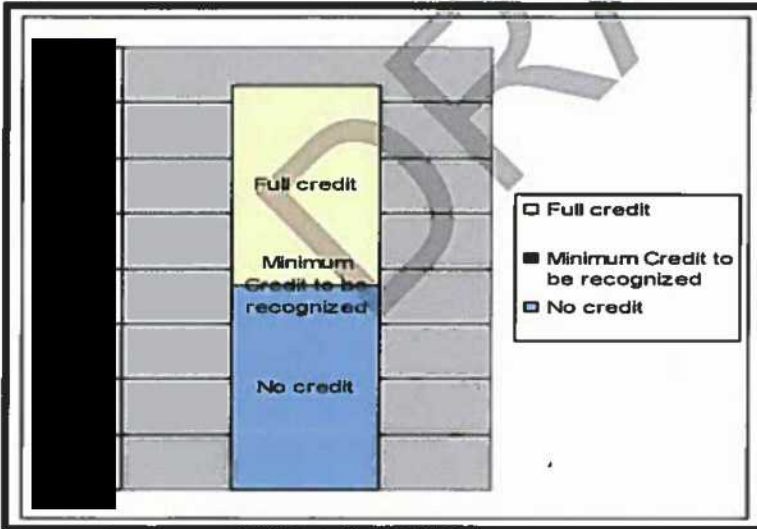 Full credit
Minimum
Credit to be
recognized
No credit
Full credit
Minimum Credit to
be recognized
No credit